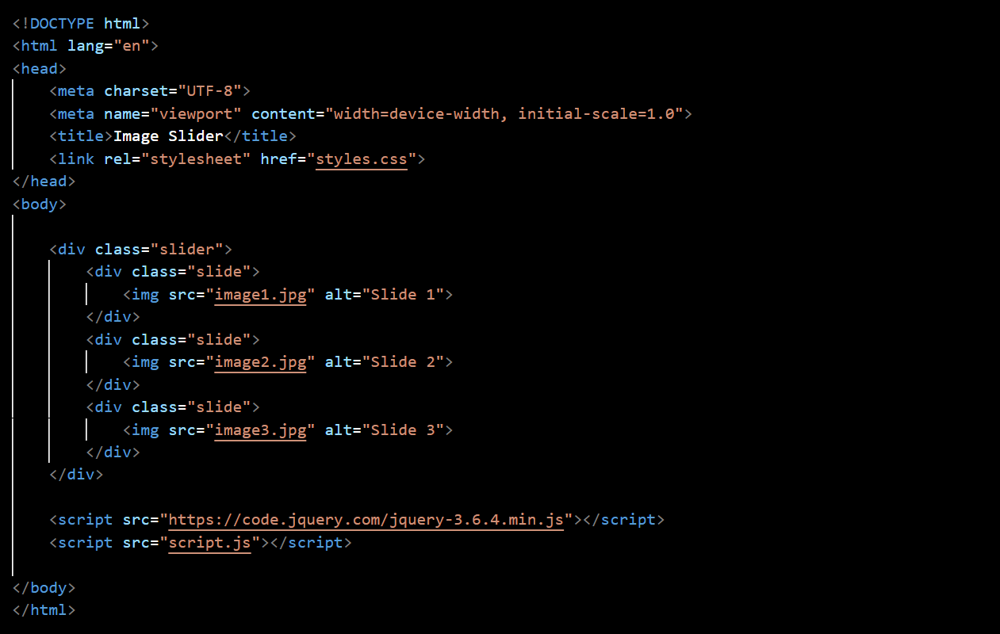 <!DOCTYPE html>
<html lang="en">
<head>
    <meta charset="UTF-8">
    <meta name="viewport" content="width=device-width, initial-scale=1.0">
    <title>Image Slider</title>
    <link rel="stylesheet" href="styles.css">
</head>
<body>

    <div class="slider">
        <div class="slide">
            <img src="image1.jpg" alt="Slide 1">
        </div>
        <div class="slide">
            <img src="image2.jpg" alt="Slide 2">
        </div>
        <div class="slide">
            <img src="image3.jpg" alt="Slide 3">
        </div>
    </div>

    <script src="https://code.jquery.com/jquery-3.6.4.min.js"></script>
    <script src="script.js"></script>

</body>
</html>